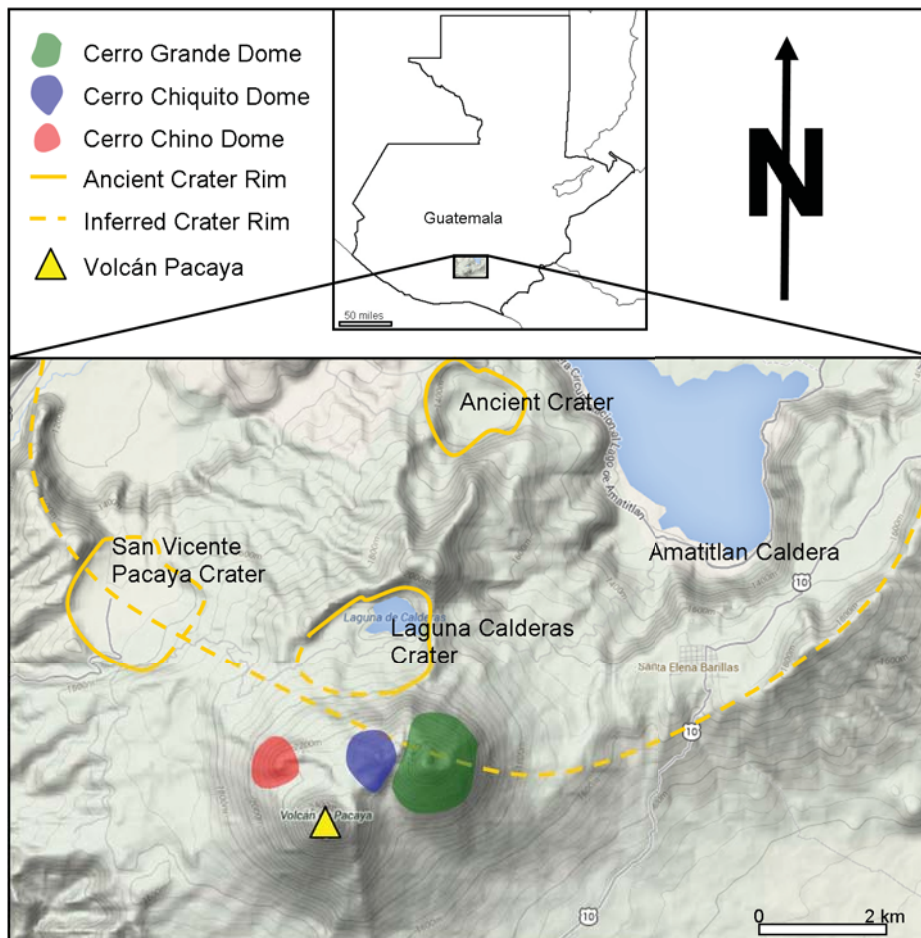 Cerro Grande Dome
Cerro Chiquito Dome
Cerro Chino Dome
Ancient Crater Rim
Inferred Crater Rim
Volcán Pacaya
Guatemala
50 miles
N
Ancient Crater
San Vicente
Pacaya Crater
Amatitlan Caldera
10
Laguna de Calderas
Laguna Calderas
Crater
Santa Elena Barillas
10
Volcán de Pacaya
10
0 2 km